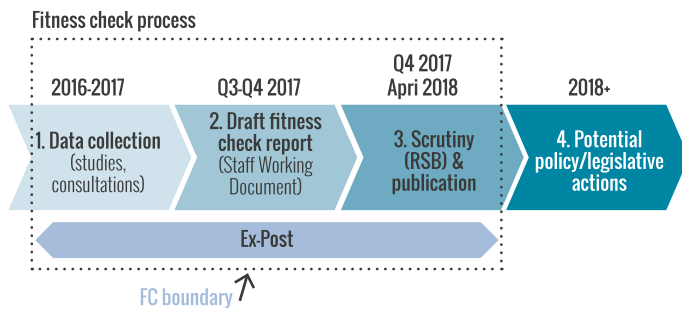 Fitness check process
2016-2017
Q3-Q4 2017
Q4 2017
Apri 2018
2018+
1. Data collection
(studies,
consultations)
2. Draft fitness
check report
(Staff Working
Document)
3. Scrutiny
(RSB) &
publication
4. Potential
policy/legislative
actions
Ex-Post
FC boundary